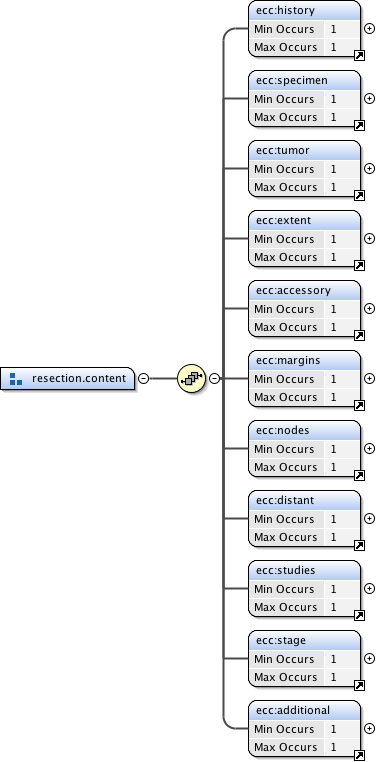 ecc:history
Min Occurs 1
Max Occurs 1
ecc:specimen
Min Occurs 1
Max Occurs 1
ecc:tumor
Min Occurs 1
Max Occurs 1
ecc:extent
Min Occurs 1
Max Occurs 1
ecc:accessory
Min Occurs 1
Max Occurs 1
resection.content
ecc:margins
Min Occurs 1
Max Occurs 1
ecc:nodes
Min Occurs 1
Max Occurs 1
ecc:distant
Min Occurs 1
Max Occurs 1
ecc:studies
Min Occurs 1
Max Occurs 1
ecc:stage
Min Occurs 1
Max Occurs 1
ecc:additional
Min Occurs 1
Max Occurs 1